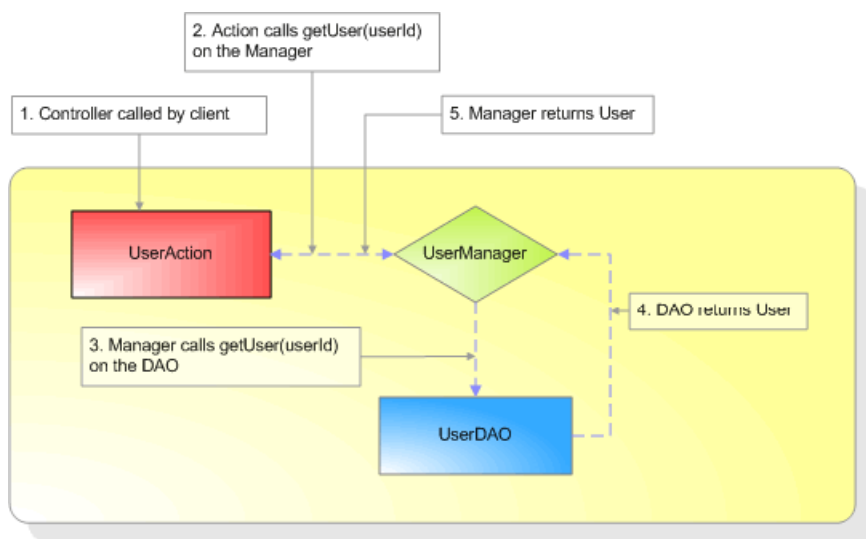 2. Action calls getUser(userId)
on the Manager
1. Controller called by client
5. Manager returns User
UserAction
UserManager
4. DAO returns User
3. Manager calls getUser(userId)
on the DAO
UserDAO